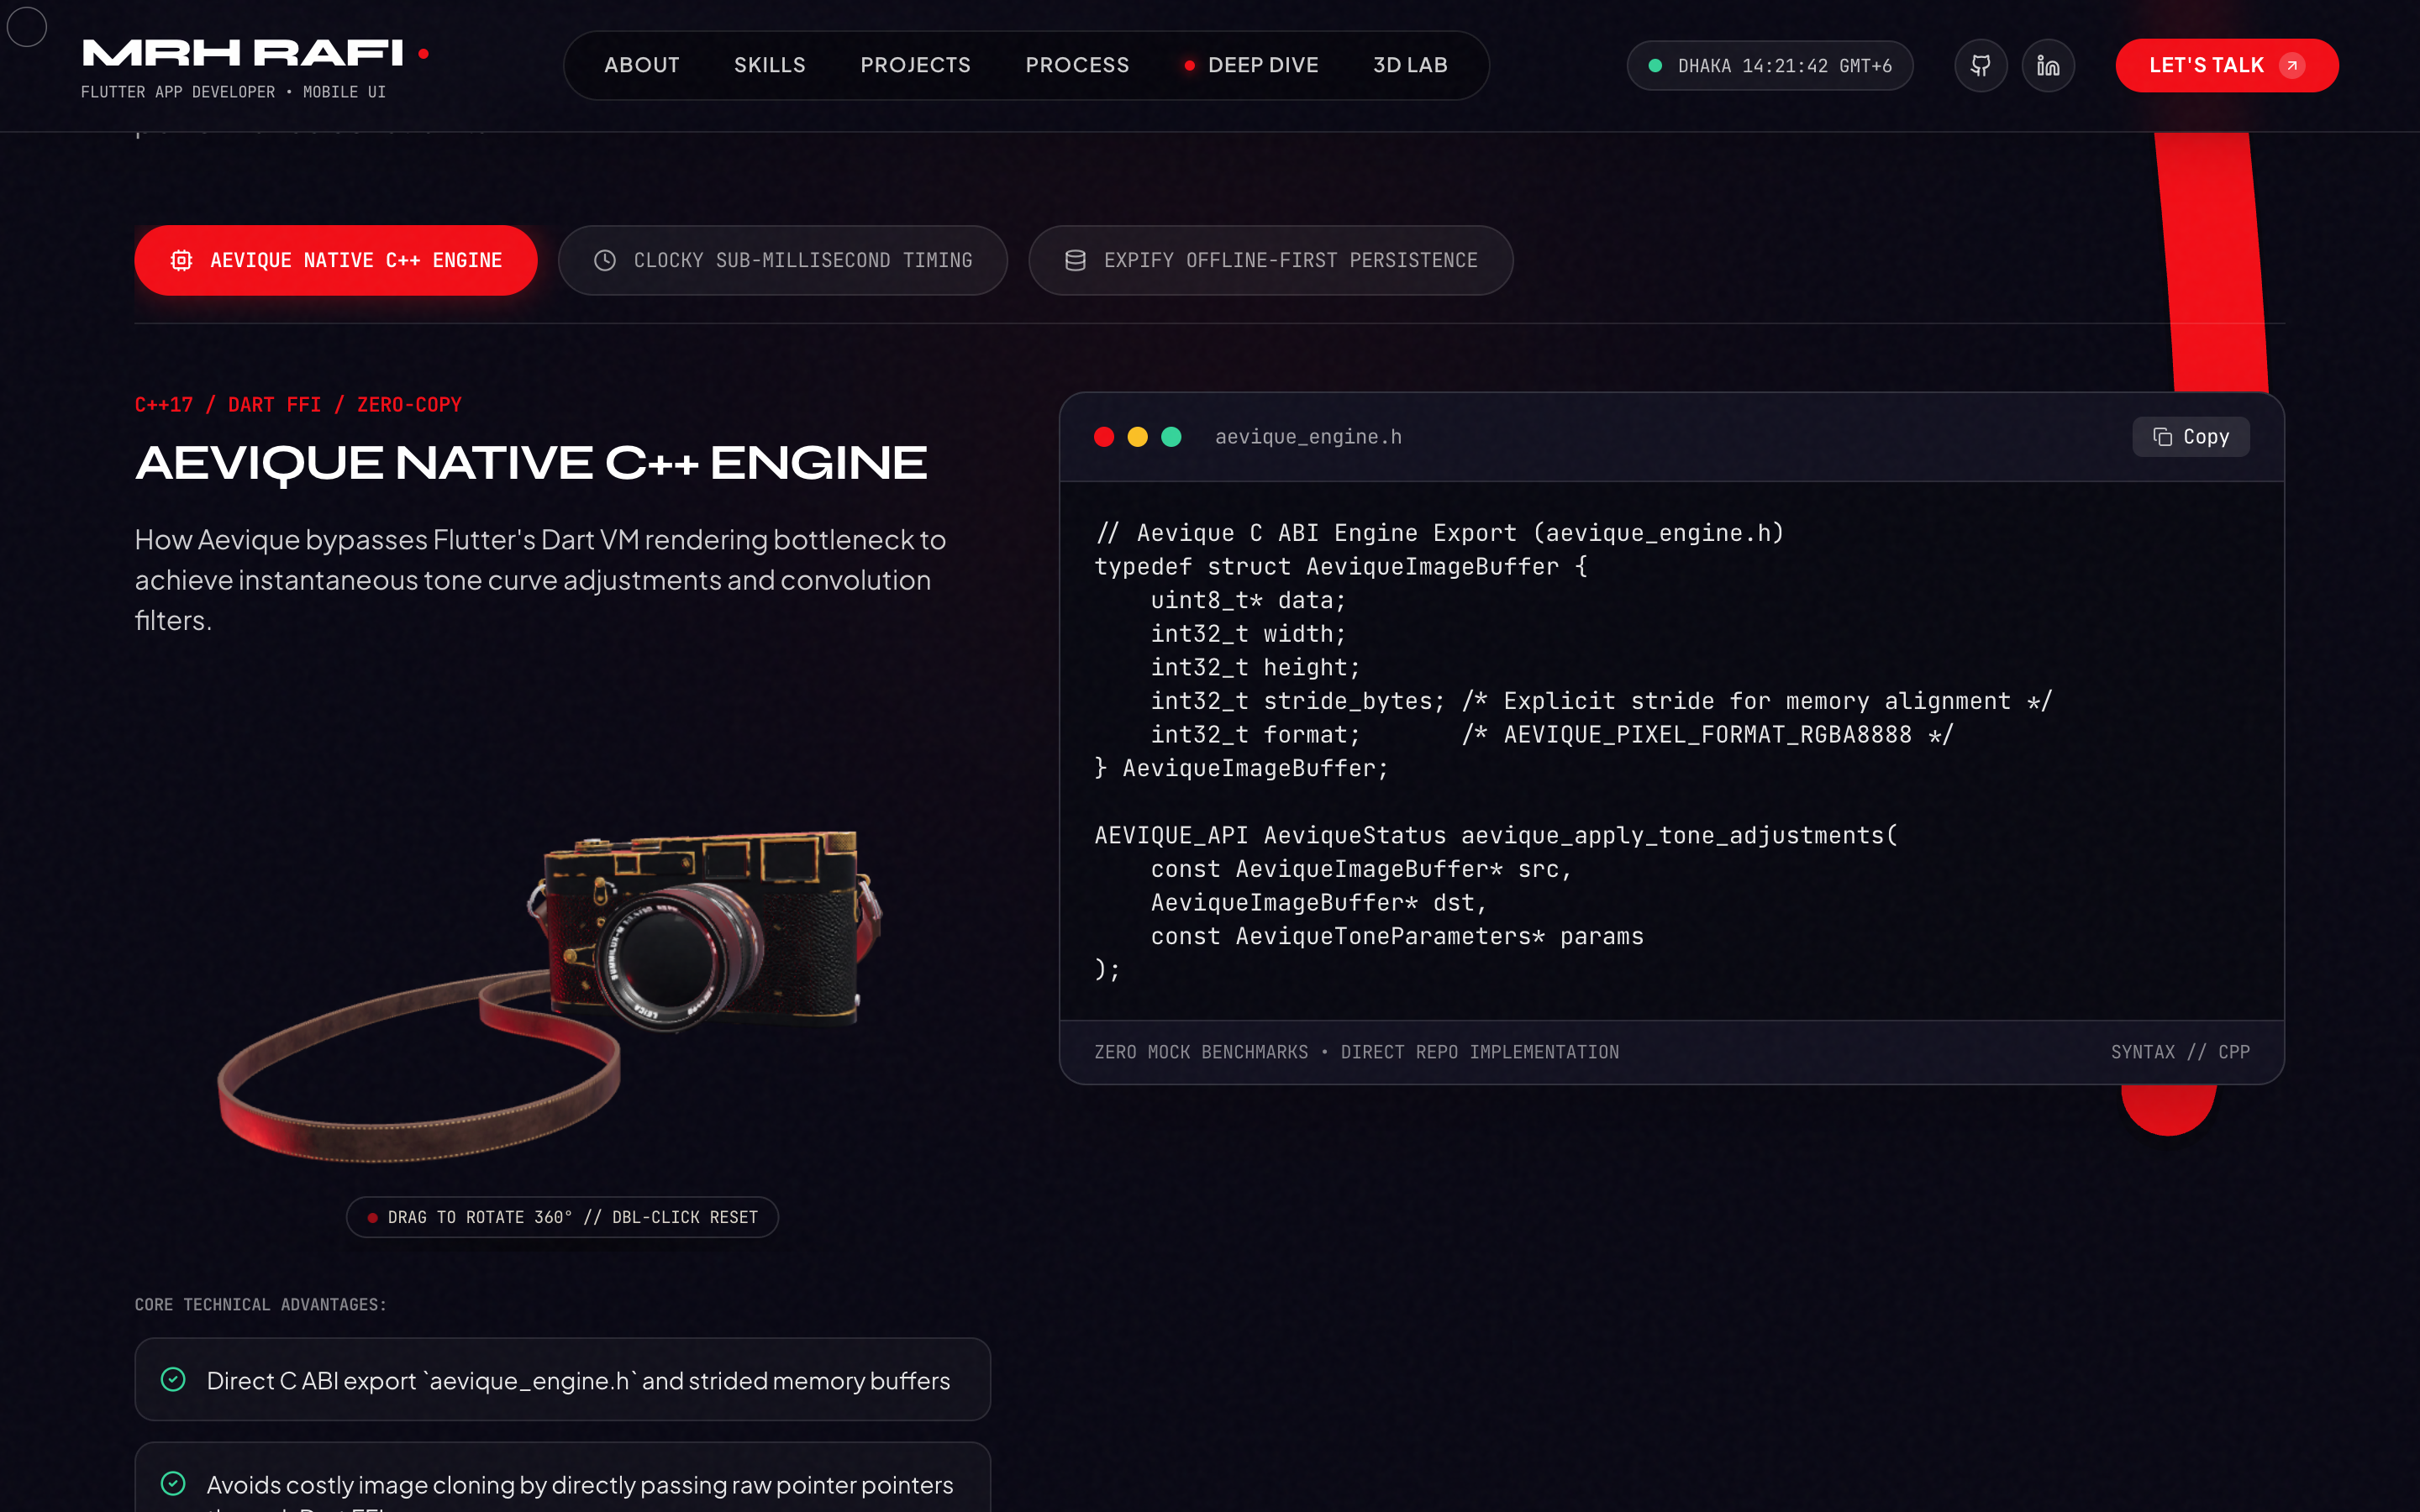 MRH RAFI
FLUTTER APP DEVELOPER • MOBILE UI
ABOUT
SKILLS
PROJECTS
PROCESS
DEEP DIVE
3D LAB
DHAKA 14:21:42 GMT+6
LET'S TALK
AEVIQUE NATIVE C++ ENGINE
CLOCKY SUB-MILLISECOND TIMING
EXPIFY OFFLINE-FIRST PERSISTENCE
C++17 / DART FFI / ZERO-COPY
AEVIQUE NATIVE C++ ENGINE
How Aevique bypasses Flutter's Dart VM rendering bottleneck to
achieve instantaneous tone curve adjustments and convolution
filters.
LEICA
DRAG TO ROTATE 360° // DBL-CLICK RESET
CORE TECHNICAL ADVANTAGES:
Direct C ABI export `aevique_engine.h` and strided memory buffers
Avoids costly image cloning by directly passing raw pointer pointers
aevique_engine.h
Copy
// Aevique C ABI Engine Export (aevique_engine.h)
typedef struct AeviqueImageBuffer {
    uint8_t* data;
    int32_t width;
    int32_t height;
    int32_t stride_bytes; /* Explicit stride for memory alignment */
    int32_t format;       /* AEVIQUE_PIXEL_FORMAT_RGBA8888 */
} AeviqueImageBuffer;
AEVIQUE_API AeviqueStatus aevique_apply_tone_adjustments(
    const AeviqueImageBuffer* src,
    AeviqueImageBuffer* dst,
    const AeviqueToneParameters* params
);
ZERO MOCK BENCHMARKS • DIRECT REPO IMPLEMENTATION
SYNTAX // CPP